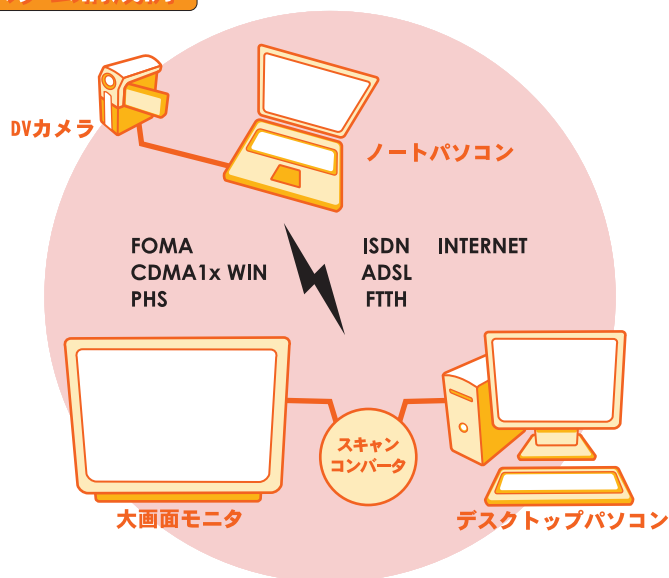 DVカメラ
ノートパソコン
FOMA
CDMA1x WIN
PHS
ISDN INTERNET
ADSL
FTTH
スキャン
コンバータ
大画面モニタ
デスクトップパソコン